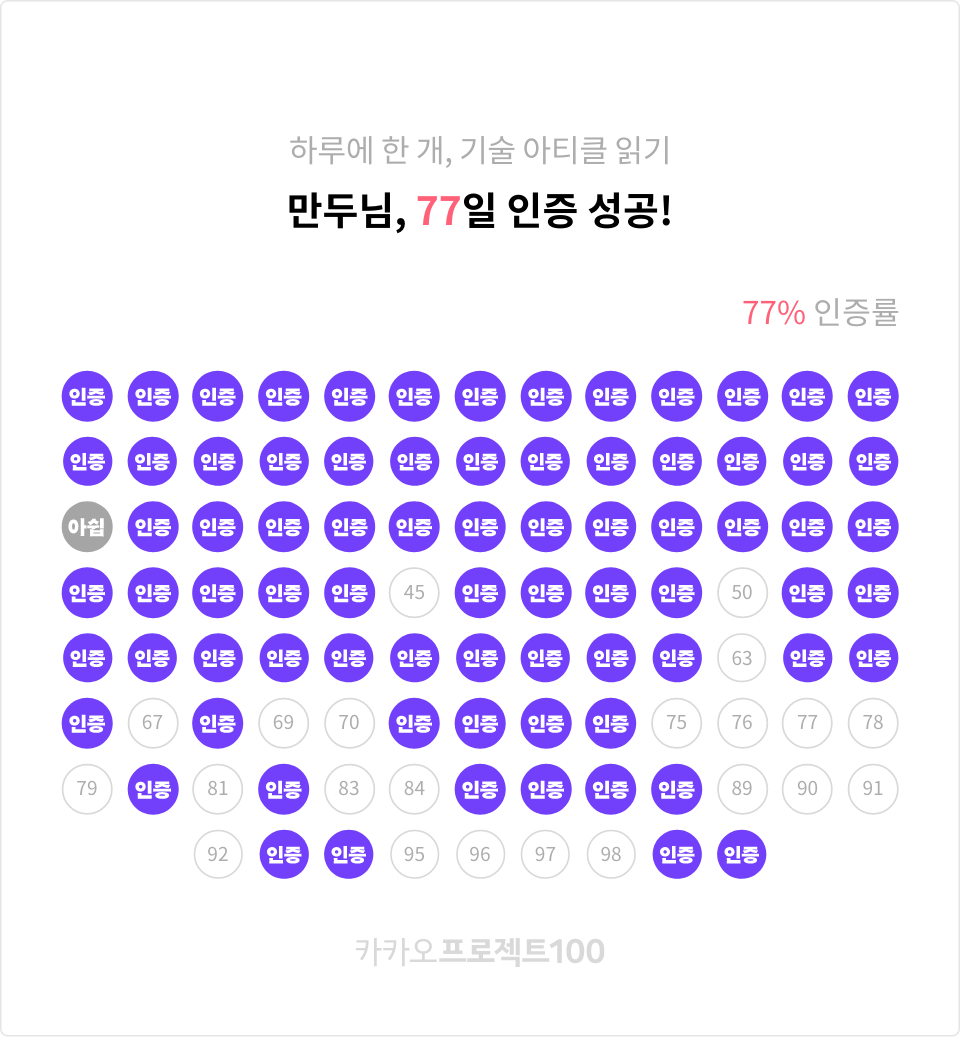 하루에 한 개, 기술 아티클 읽기
만두님, 77일 인증 성공!
77% 인증률
인증 인증 인증 인증 인증 인증 인증 인증 인증 인증 인증 인증 인증
인증 인증 인증 인증 인증 인증 인증 인증 인증 인증 인증 인증 인증
아쉽 인증 인증 인증 인증 인증 인증 인증 인증 인증 인증 인증 인증
인증 인증 인증 인증 인증 45 인증 인증 인증 인증 50 인증 인증
인증 인증 인증 인증 인증 인증 인증 인증 인증 인증 63 인증 인증
인증 67 인증 69 70 인증 인증 인증 인증 75 76 77 78
79 인증 81 인증 83 84 인증 인증 인증 인증 89 90 91
92 인증 인증 95 96 97 98 인증 인증
카카오프로젝트100